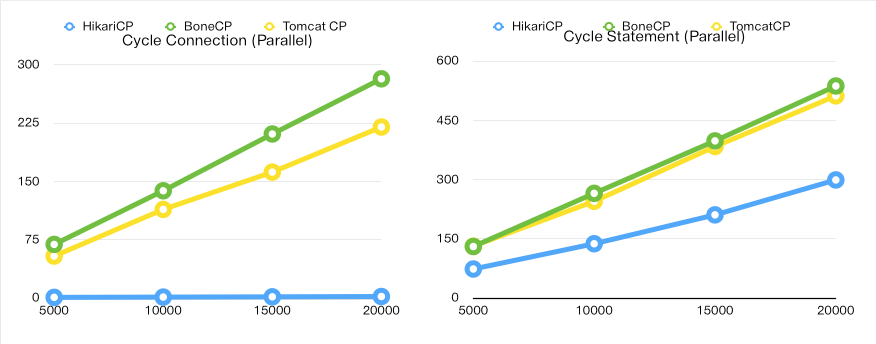 HikariCP BoneCP Tomcat CP
Cycle Connection (Parallel)
300
225
150
75
0
5000 10000 15000 20000
HikariCP BoneCP TomcatCP
Cycle Statement (Parallel)
600
450
300
150
0
5000 10000 15000 20000